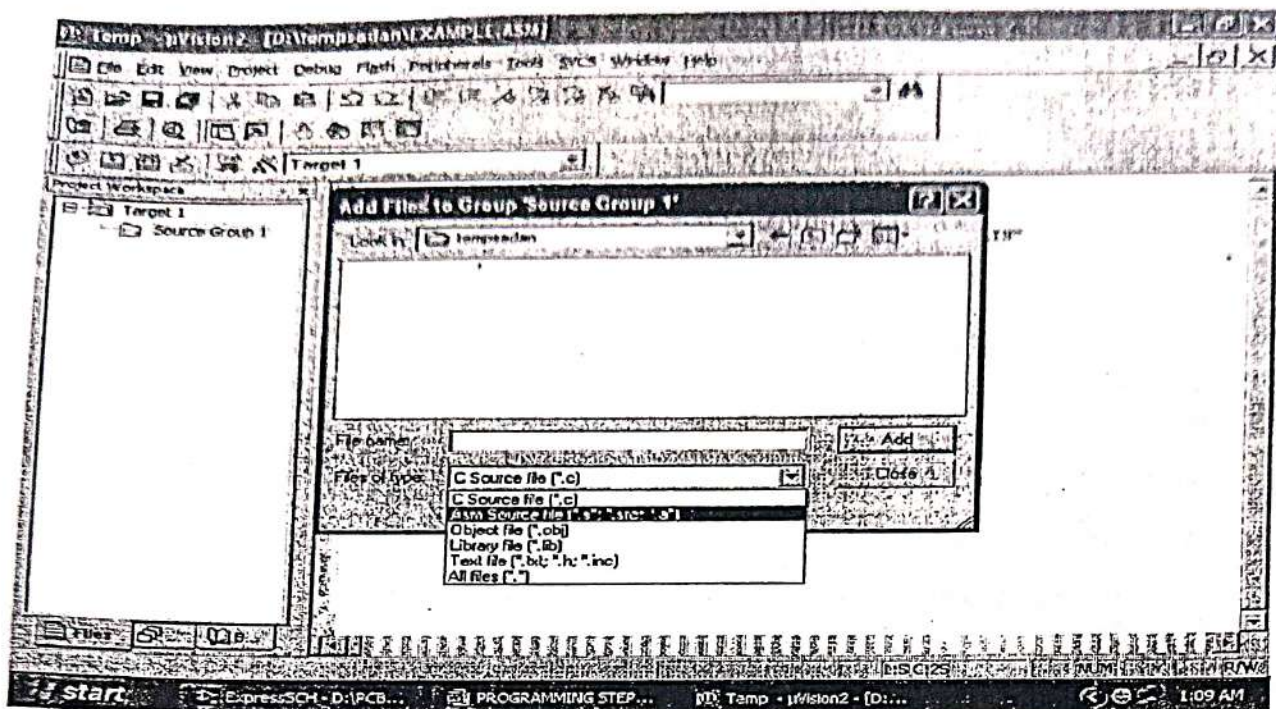 Temp - µVision2 - [D:\tempsadan\EXAMPLE.ASM]
File Edit View Project Debug Flash Peripherals Tools SVCS Window Help
Target 1
Project Workspace
Target 1
Source Group 1
Add Files to Group 'Source Group 1'
Look in: tempsadan
File name:
Add
Files of type: C Source file (*.c)
Close
C Source file (*.c)
Asm Source file (*.s*; *.src; *.a*)
Object file (*.obj)
Library file (*.lib)
Text file (*.txt; *.h; *.inc)
All files (*.*)
Files
NUM R/W
start ExpressSCH - D:\PCB... PROGRAMMING STEP... Temp - µVision2 - [D:... 1:09 AM